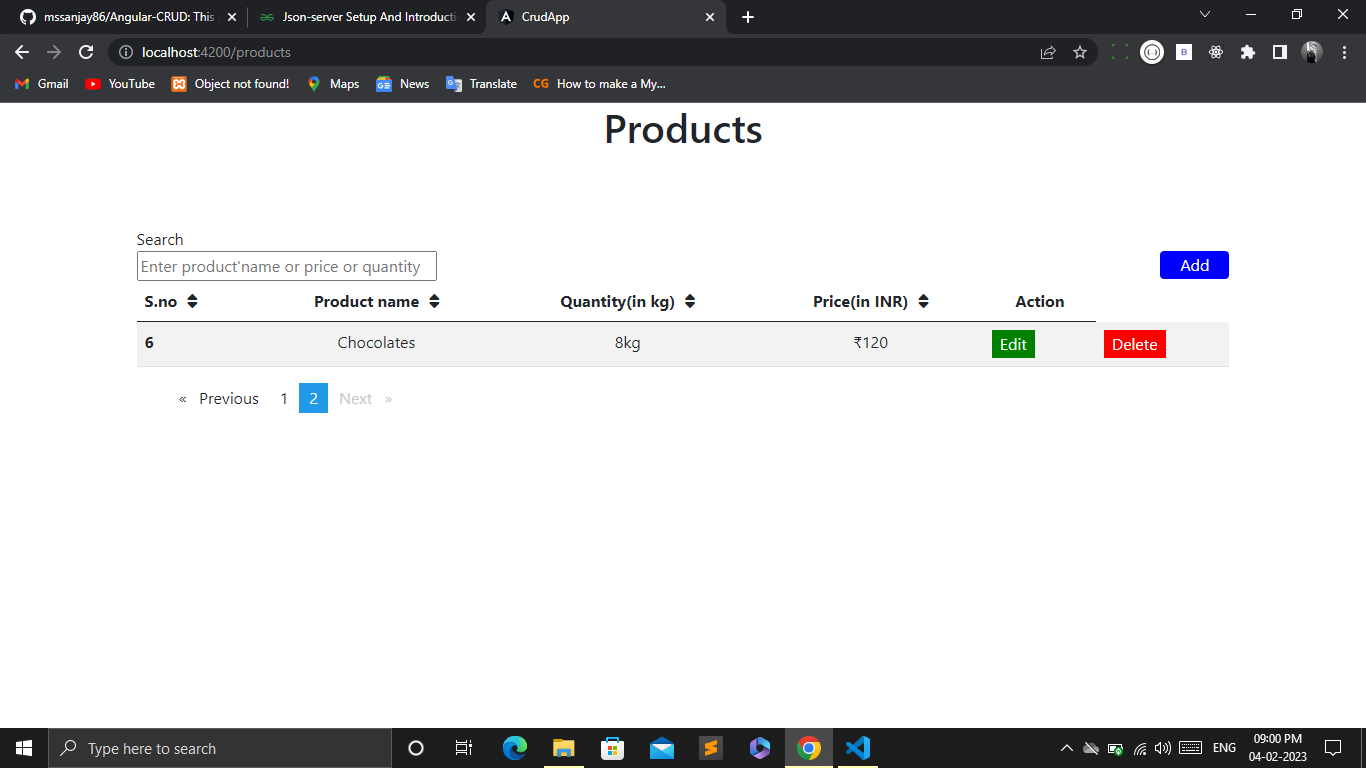 mssanjay86/Angular-CRUD: This
Json-server Setup And Introducti
CrudApp
localhost:4200/products
Gmail
YouTube
Object not found!
Maps
News
Translate
CG How to make a My...
Products
Search
Enter product'name or price or quantity
Add
S.no Product name Quantity(in kg) Price(in INR) Action
6 Chocolates 8kg ₹120 Edit Delete
« Previous 1 2 Next »
Type here to search
ENG
09:00 PM
04-02-2023